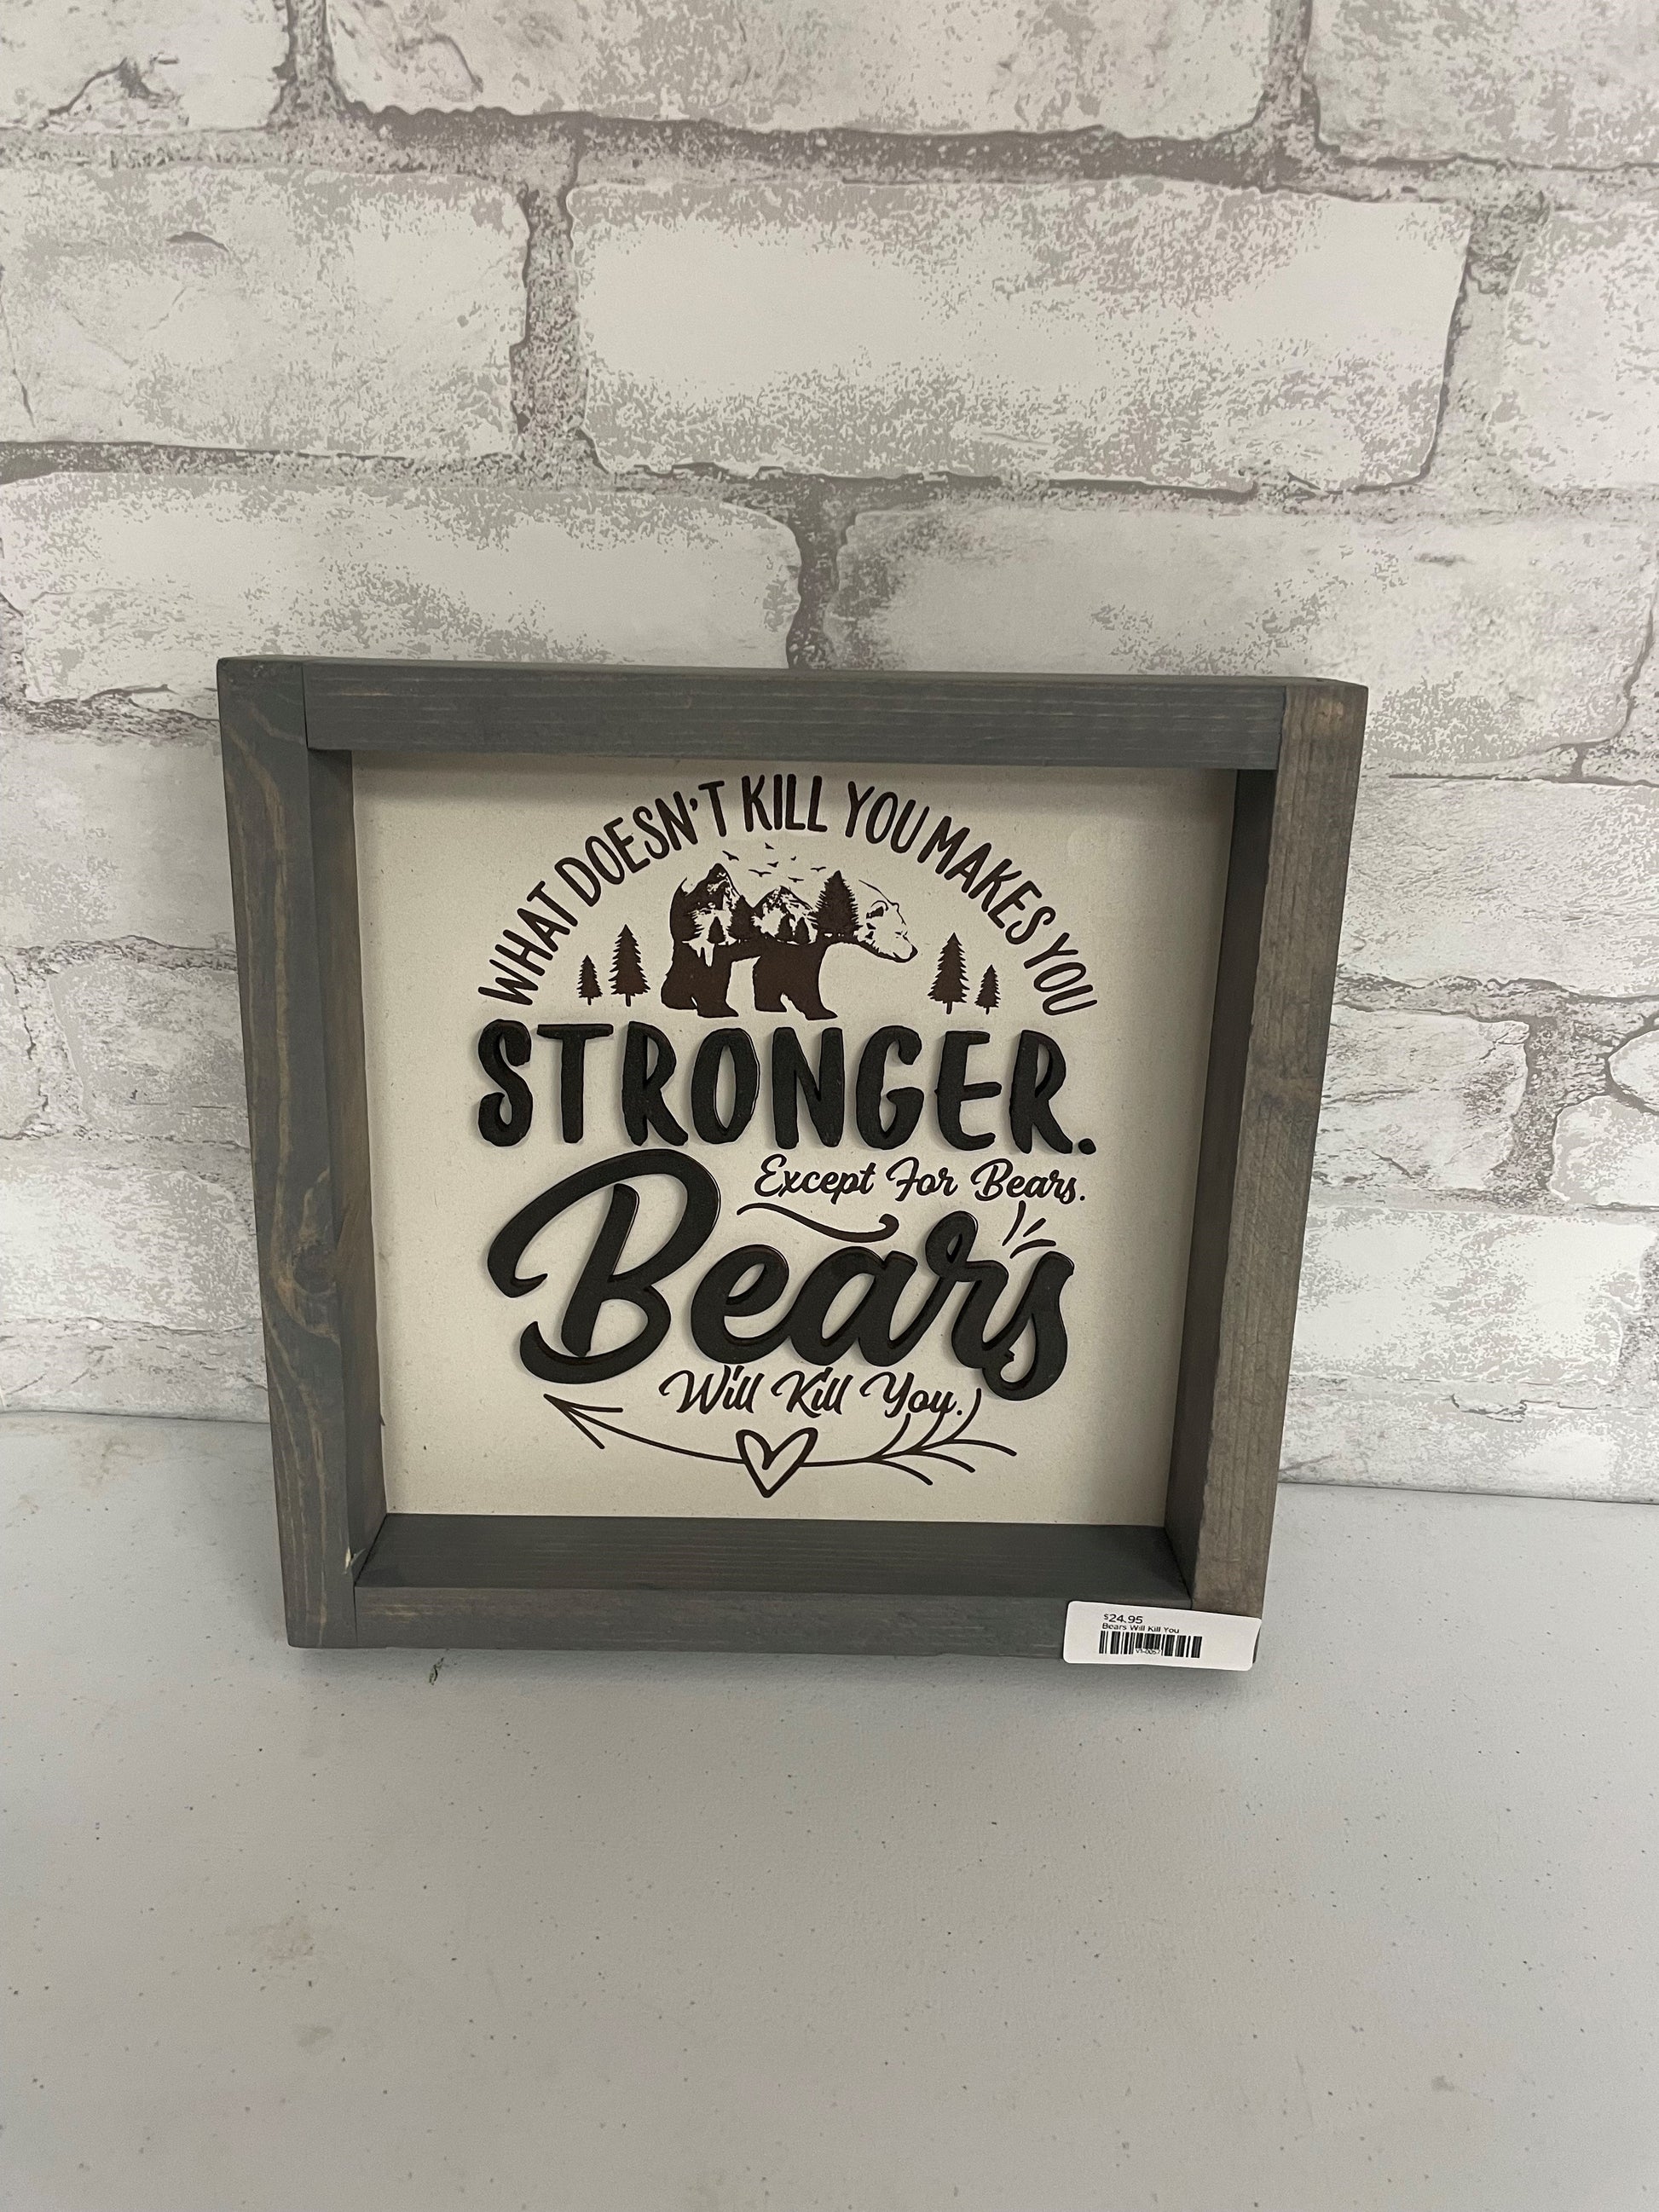 WHAT DOESN'T KILL YOU MAKES YOU
STRONGER.
Except For Bears.
Bears
Will Kill You.
$24.95
Bears Will Kill You